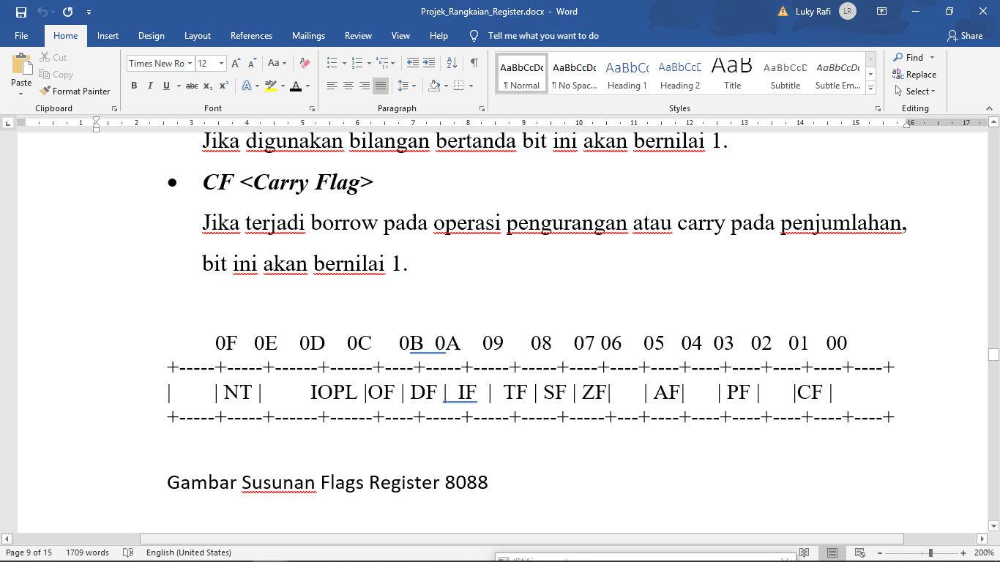 Projek_Rangkaian_Register.docx - Word
Luky Rafi
LR
File Home Insert Design Layout References Mailings Review View Help Tell me what you want to do Share
Paste
Cut
Copy
Format Painter
Clipboard
Times New Ro 12
Font
Paragraph
AaBbCcDc AaBbCcDc AaBbCc AaBbCcD AaB AaBbCcD AaBbCcDc
¶ Normal ¶ No Spac... Heading 1 Heading 2 Title Subtitle Subtle Em...
Styles
Find
Replace
Select
Editing
1 2 3 4 5 6 7 8 9 10 11 12 13 14 15 16 17
Jika digunakan bilangan bertanda bit ini akan bernilai 1.
• CF <Carry Flag>
Jika terjadi borrow pada operasi pengurangan atau carry pada penjumlahan,
bit ini akan bernilai 1.
0F 0E 0D 0C 0B 0A 09 08 07 06 05 04 03 02 01 00
+-----+-----+------+------+----+-----+-----+-----+-----+-----+---+----+----+----+----+-----+----+
| | NT | IOPL |OF | DF | IF | TF | SF | ZF| | AF| | PF | |CF |
+-----+-----+------+------+----+-----+-----+-----+-----+-----+---+----+----+----+----+-----+----+
Gambar Susunan Flags Register 8088
Page 9 of 15 1709 words English (United States) 200%